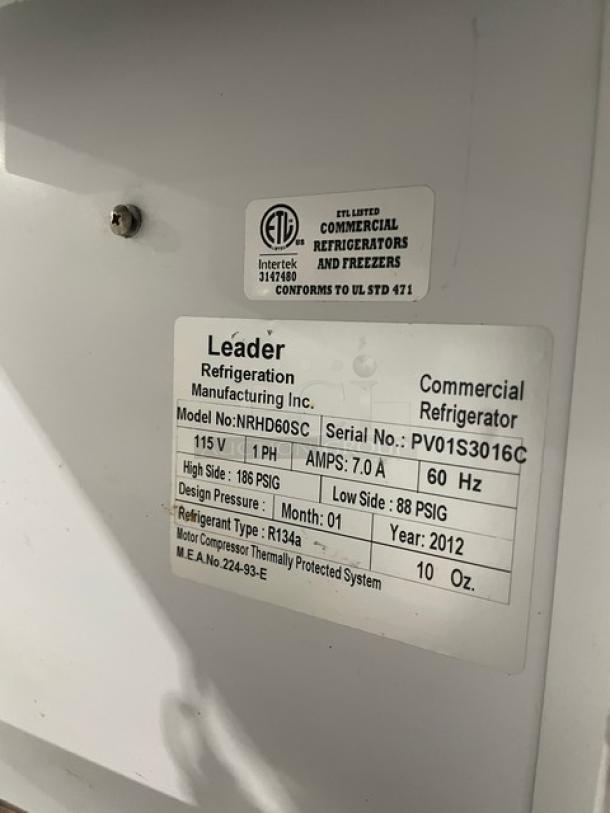 ETL LISTED
COMMERCIAL
REFRIGERATORS
AND FREEZERS
ETL
US
Intertek
3147480
CONFORMS TO UL STD 471
Leader
Refrigeration
Manufacturing Inc.
Commercial
Refrigerator
Model No:NRHD60SC Serial No.: PV01S3016C
115 V 1 PH AMPS: 7.0 A 60 Hz
High Side : 186 PSIG Low Side : 88 PSIG
Design Pressure : Month: 01 Year: 2012
Refrigerant Type : R134a 10 Oz.
Motor Compressor Thermally Protected System
M.E.A.No.224-93-E